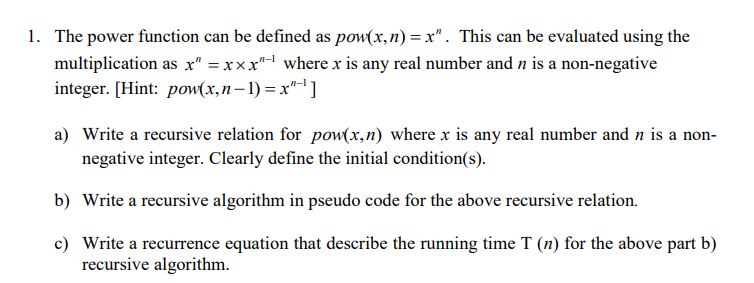 1. The power function can be defined as pow(x,n) = xⁿ. This can be evaluated using the
multiplication as xⁿ = x×xⁿ⁻¹ where x is any real number and n is a non-negative
integer. [Hint: pow(x,n−1) = xⁿ⁻¹]
a) Write a recursive relation for pow(x,n) where x is any real number and n is a non-
negative integer. Clearly define the initial condition(s).
b) Write a recursive algorithm in pseudo code for the above recursive relation.
c) Write a recurrence equation that describe the running time T (n) for the above part b)
recursive algorithm.